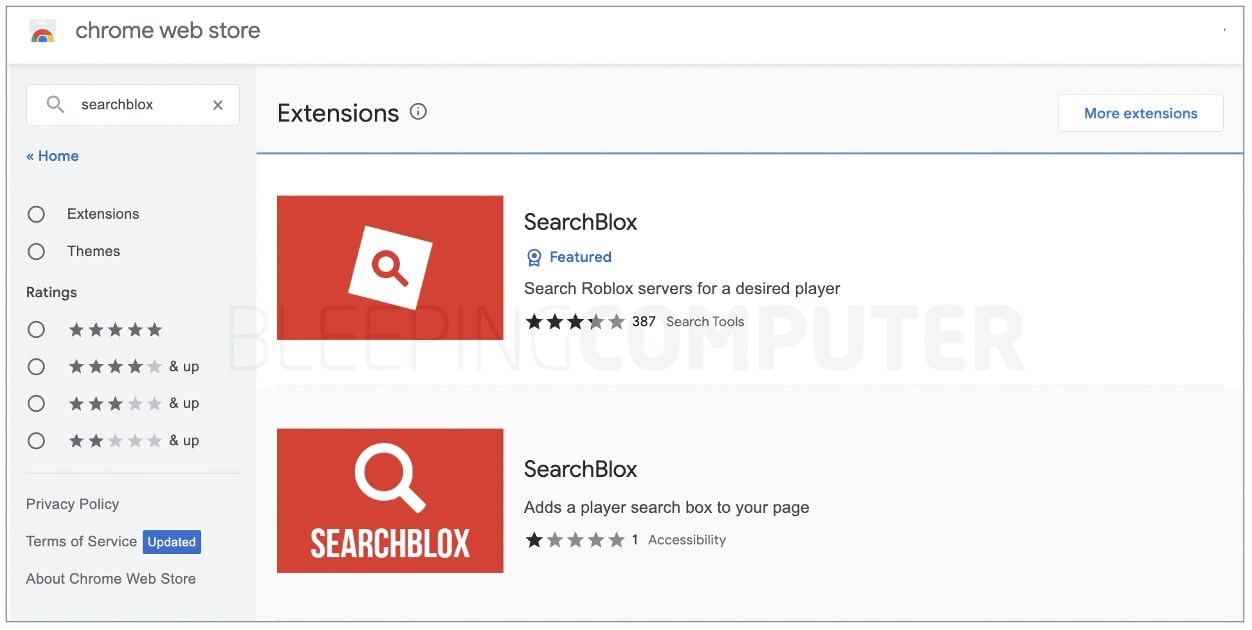 chrome web store
searchblox
« Home
Extensions
Themes
Ratings
& up
& up
& up
Privacy Policy
Terms of Service Updated
About Chrome Web Store
Extensions
More extensions
SearchBlox
Featured
Search Roblox servers for a desired player
387 Search Tools
SEARCHBLOX
SearchBlox
Adds a player search box to your page
1 Accessibility
BLEEPINGCOMPUTER